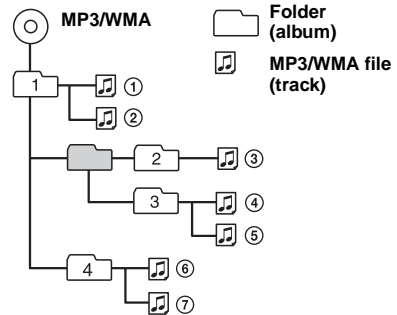 MP3/WMA
Folder
(album)
MP3/WMA file
(track)
1
①
②
2
③
3
④
⑤
4
⑥
⑦